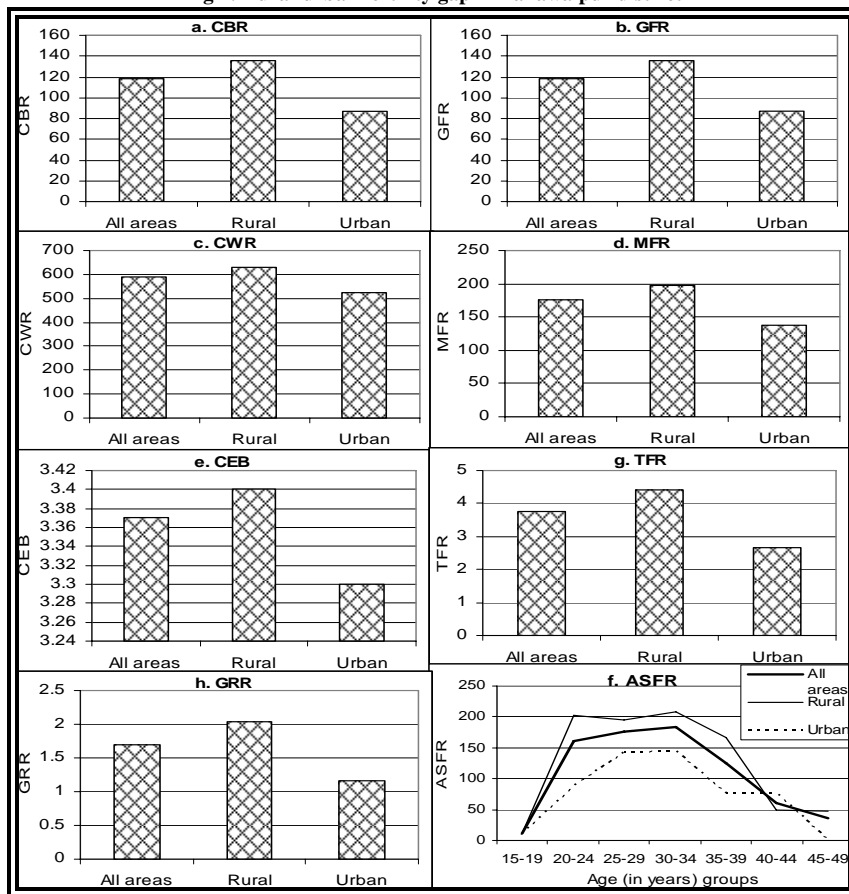 a. CBR
160
140
120
100
80
60
40
20
0
CBR
All areas Rural Urban
b. GFR
160
140
120
100
80
60
40
20
0
GFR
All areas Rural Urban
c. CWR
700
600
500
400
300
200
100
0
CWR
All areas Rural Urban
d. MFR
250
200
150
100
50
0
MFR
All areas Rural Urban
e. CEB
3.42
3.4
3.38
3.36
3.34
3.32
3.3
3.28
3.26
3.24
CEB
All areas Rural Urban
g. TFR
5
4
3
2
1
0
TFR
All areas Rural Urban
h. GRR
2.5
2
1.5
1
0.5
0
GRR
All areas Rural Urban
f. ASFR
All
areas
Rural
Urban
250
200
150
100
50
0
ASFR
15-19 20-24 25-29 30-34 35-39 40-44 45-49
Age (in years) groups